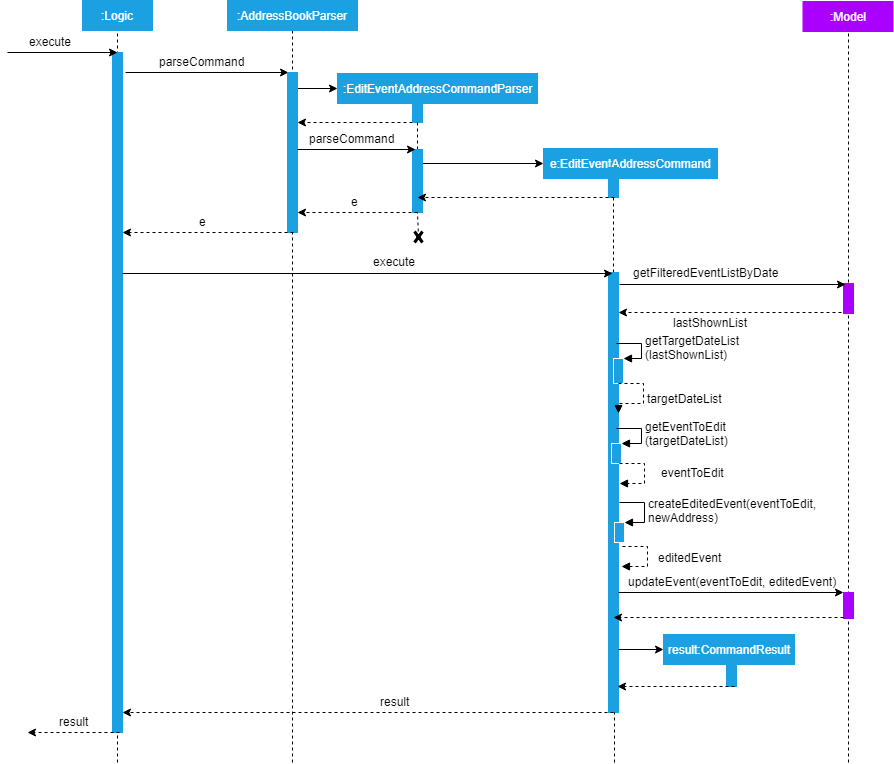 :Logic
:AddressBookParser
:Model
execute
parseCommand
:EditEventAddressCommandParser
parseCommand
e:EditEventAddressCommand
e
e
execute
getFilteredEventListByDate
lastShownList
getTargetDateList
(lastShownList)
targetDateList
getEventToEdit
(targetDateList)
eventToEdit
createEditedEvent(eventToEdit,
newAddress)
editedEvent
updateEvent(eventToEdit, editedEvent)
result:CommandResult
result
result